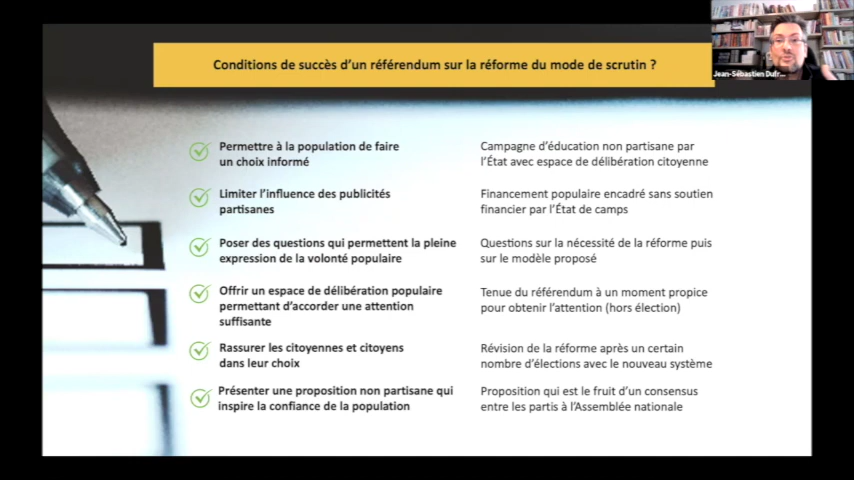 Conditions de succès d'un référendum sur la réforme du mode de scrutin ?
Jean-Sébastien Dufr...
Permettre à la population de faire
un choix informé
Campagne d'éducation non partisane par
l'État avec espace de délibération citoyenne
Limiter l'influence des publicités
partisanes
Financement populaire encadré sans soutien
financier par l'État de camps
Poser des questions qui permettent la pleine
expression de la volonté populaire
Questions sur la nécessité de la réforme puis
sur le modèle proposé
Offrir un espace de délibération populaire
permettant d'accorder une attention
suffisante
Tenue du référendum à un moment propice
pour obtenir l'attention (hors élection)
Rassurer les citoyennes et citoyens
dans leur choix
Révision de la réforme après un certain
nombre d'élections avec le nouveau système
Présenter une proposition non partisane qui
inspire la confiance de la population
Proposition qui est le fruit d'un consensus
entre les partis à l'Assemblée nationale